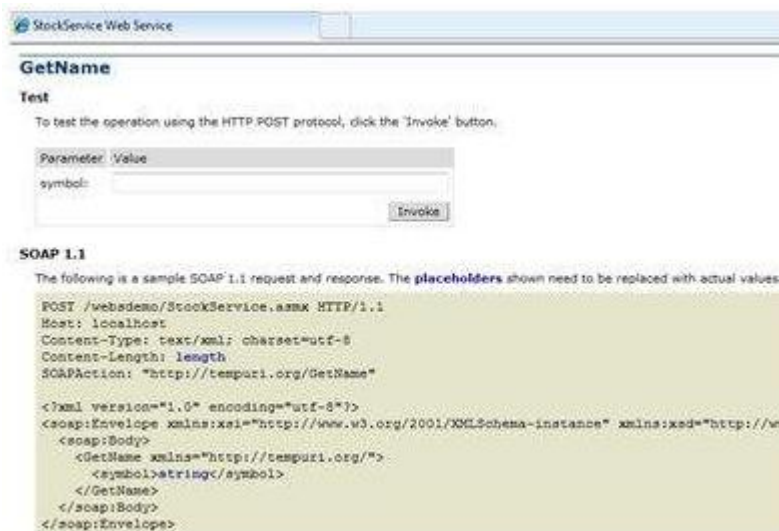 StockService Web Service
GetName
Test
To test the operation using the HTTP POST protocol, click the 'Invoke' button.
Parameter Value
symbol:
Invoke
SOAP 1.1
The following is a sample SOAP 1.1 request and response. The placeholders shown need to be replaced with actual values
POST /websdemo/StockService.asmx HTTP/1.1
Host: localhost
Content-Type: text/xml; charset=utf-8
Content-Length: length
SOAPAction: "http://tempuri.org/GetName"
<?xml version="1.0" encoding="utf-8"?>
<soap:Envelope xmlns:xsi="http://www.w3.org/2001/XMLSchema-instance" xmlns:xsd="http://w
<soap:Body>
<GetName xmlns="http://tempuri.org/">
<symbol>string</symbol>
</GetName>
</soap:Body>
</soap:Envelope>